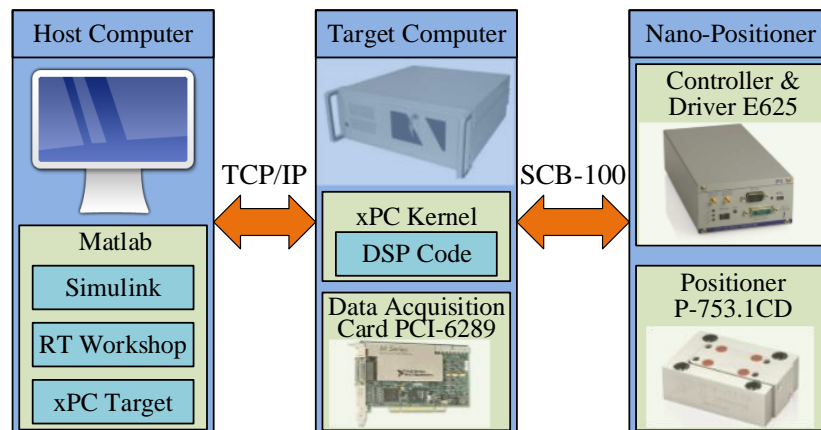 Host Computer
Matlab
Simulink
RT Workshop
xPC Target
TCP/IP
Target Computer
xPC Kernel
DSP Code
Data Acquisition
Card PCI-6289
SCB-100
Nano-Positioner
Controller &
Driver E625
Positioner
P-753.1CD